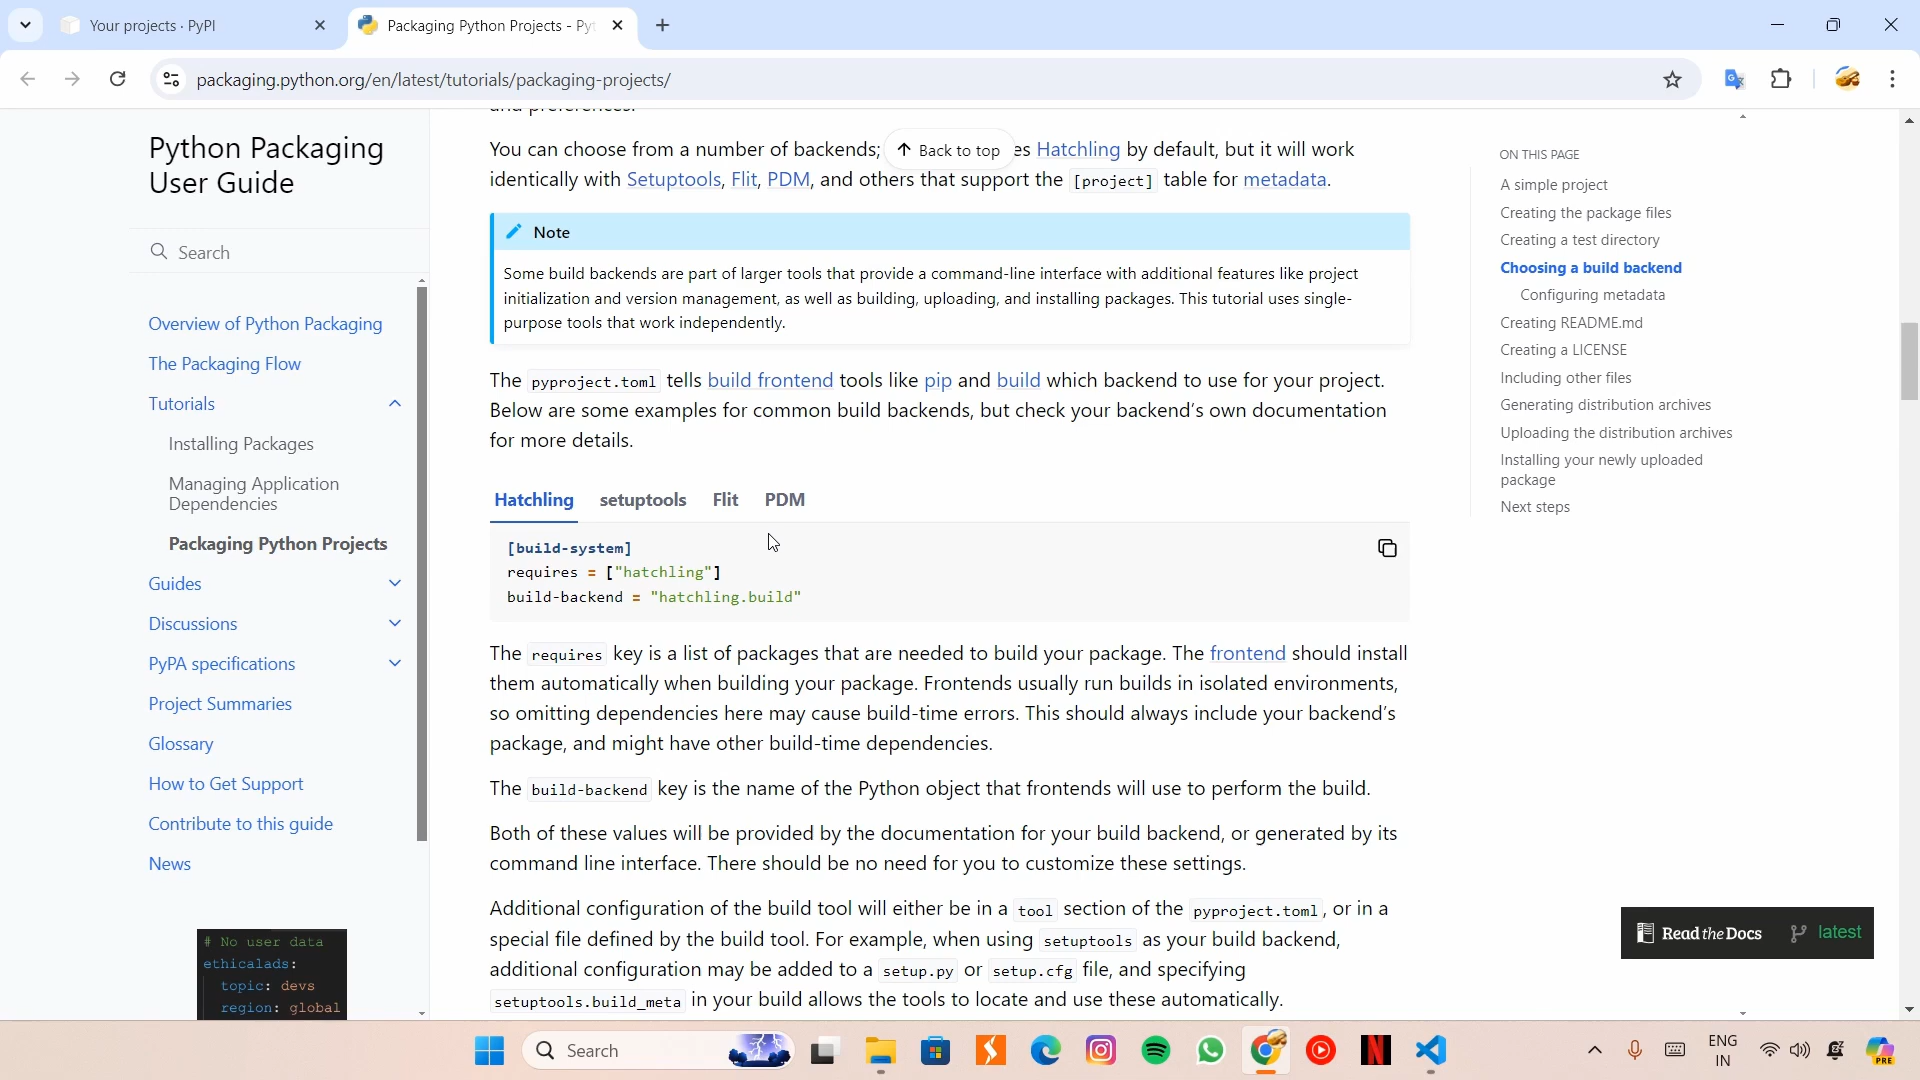 Your projects · PyPI
Packaging Python Projects - Pyt
packaging.python.org/en/latest/tutorials/packaging-projects/
Python Packaging
User Guide
Search
Overview of Python Packaging
The Packaging Flow
Tutorials
Installing Packages
Managing Application
Dependencies
Packaging Python Projects
Guides
Discussions
PyPA specifications
Project Summaries
Glossary
How to Get Support
Contribute to this guide
News
# No user data
ethicalads:
topic: devs
region: global
and preferences.
You can choose from a number of backends; es Hatchling by default, but it will work
Back to top
identically with Setuptools, Flit, PDM, and others that support the [project] table for metadata.
Note
Some build backends are part of larger tools that provide a command-line interface with additional features like project
initialization and version management, as well as building, uploading, and installing packages. This tutorial uses single-
purpose tools that work independently.
The pyproject.toml tells build frontend tools like pip and build which backend to use for your project.
Below are some examples for common build backends, but check your backend's own documentation
for more details.
Hatchling setuptools Flit PDM
[build-system]
requires = ["hatchling"]
build-backend = "hatchling.build"
The requires key is a list of packages that are needed to build your package. The frontend should install
them automatically when building your package. Frontends usually run builds in isolated environments,
so omitting dependencies here may cause build-time errors. This should always include your backend's
package, and might have other build-time dependencies.
The build-backend key is the name of the Python object that frontends will use to perform the build.
Both of these values will be provided by the documentation for your build backend, or generated by its
command line interface. There should be no need for you to customize these settings.
Additional configuration of the build tool will either be in a tool section of the pyproject.toml, or in a
special file defined by the build tool. For example, when using setuptools as your build backend,
additional configuration may be added to a setup.py or setup.cfg file, and specifying
setuptools.build_meta in your build allows the tools to locate and use these automatically.
ON THIS PAGE
A simple project
Creating the package files
Creating a test directory
Choosing a build backend
Configuring metadata
Creating README.md
Creating a LICENSE
Including other files
Generating distribution archives
Uploading the distribution archives
Installing your newly uploaded
package
Next steps
Read the Docs latest
Search
ENG
IN
PRE